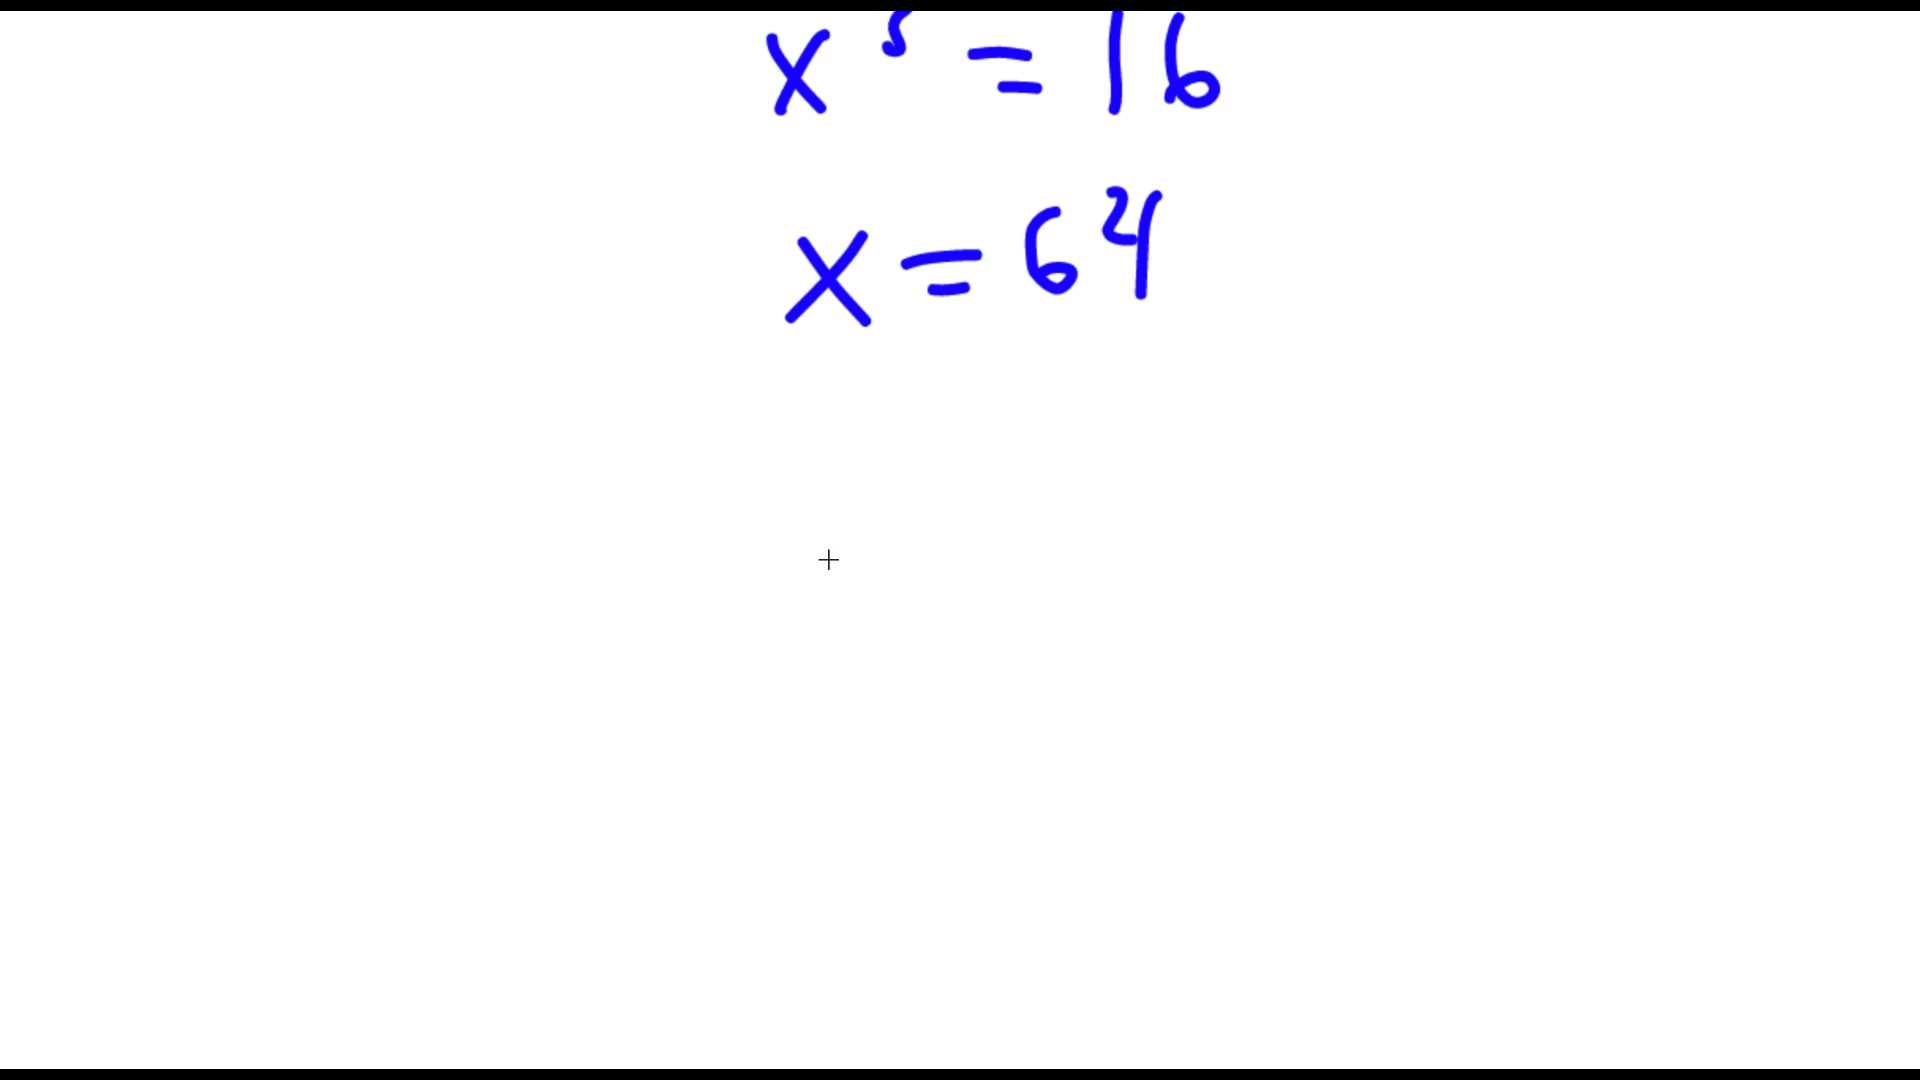 x = 16
x = 64